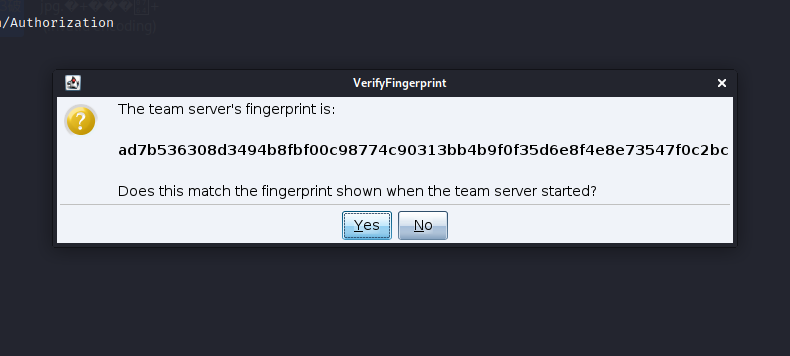 /Authorization
VerifyFingerprint
The team server's fingerprint is:
ad7b536308d3494b8fbf00c98774c90313bb4b9f0f35d6e8f4e8e73547f0c2bc
Does this match the fingerprint shown when the team server started?
Yes No